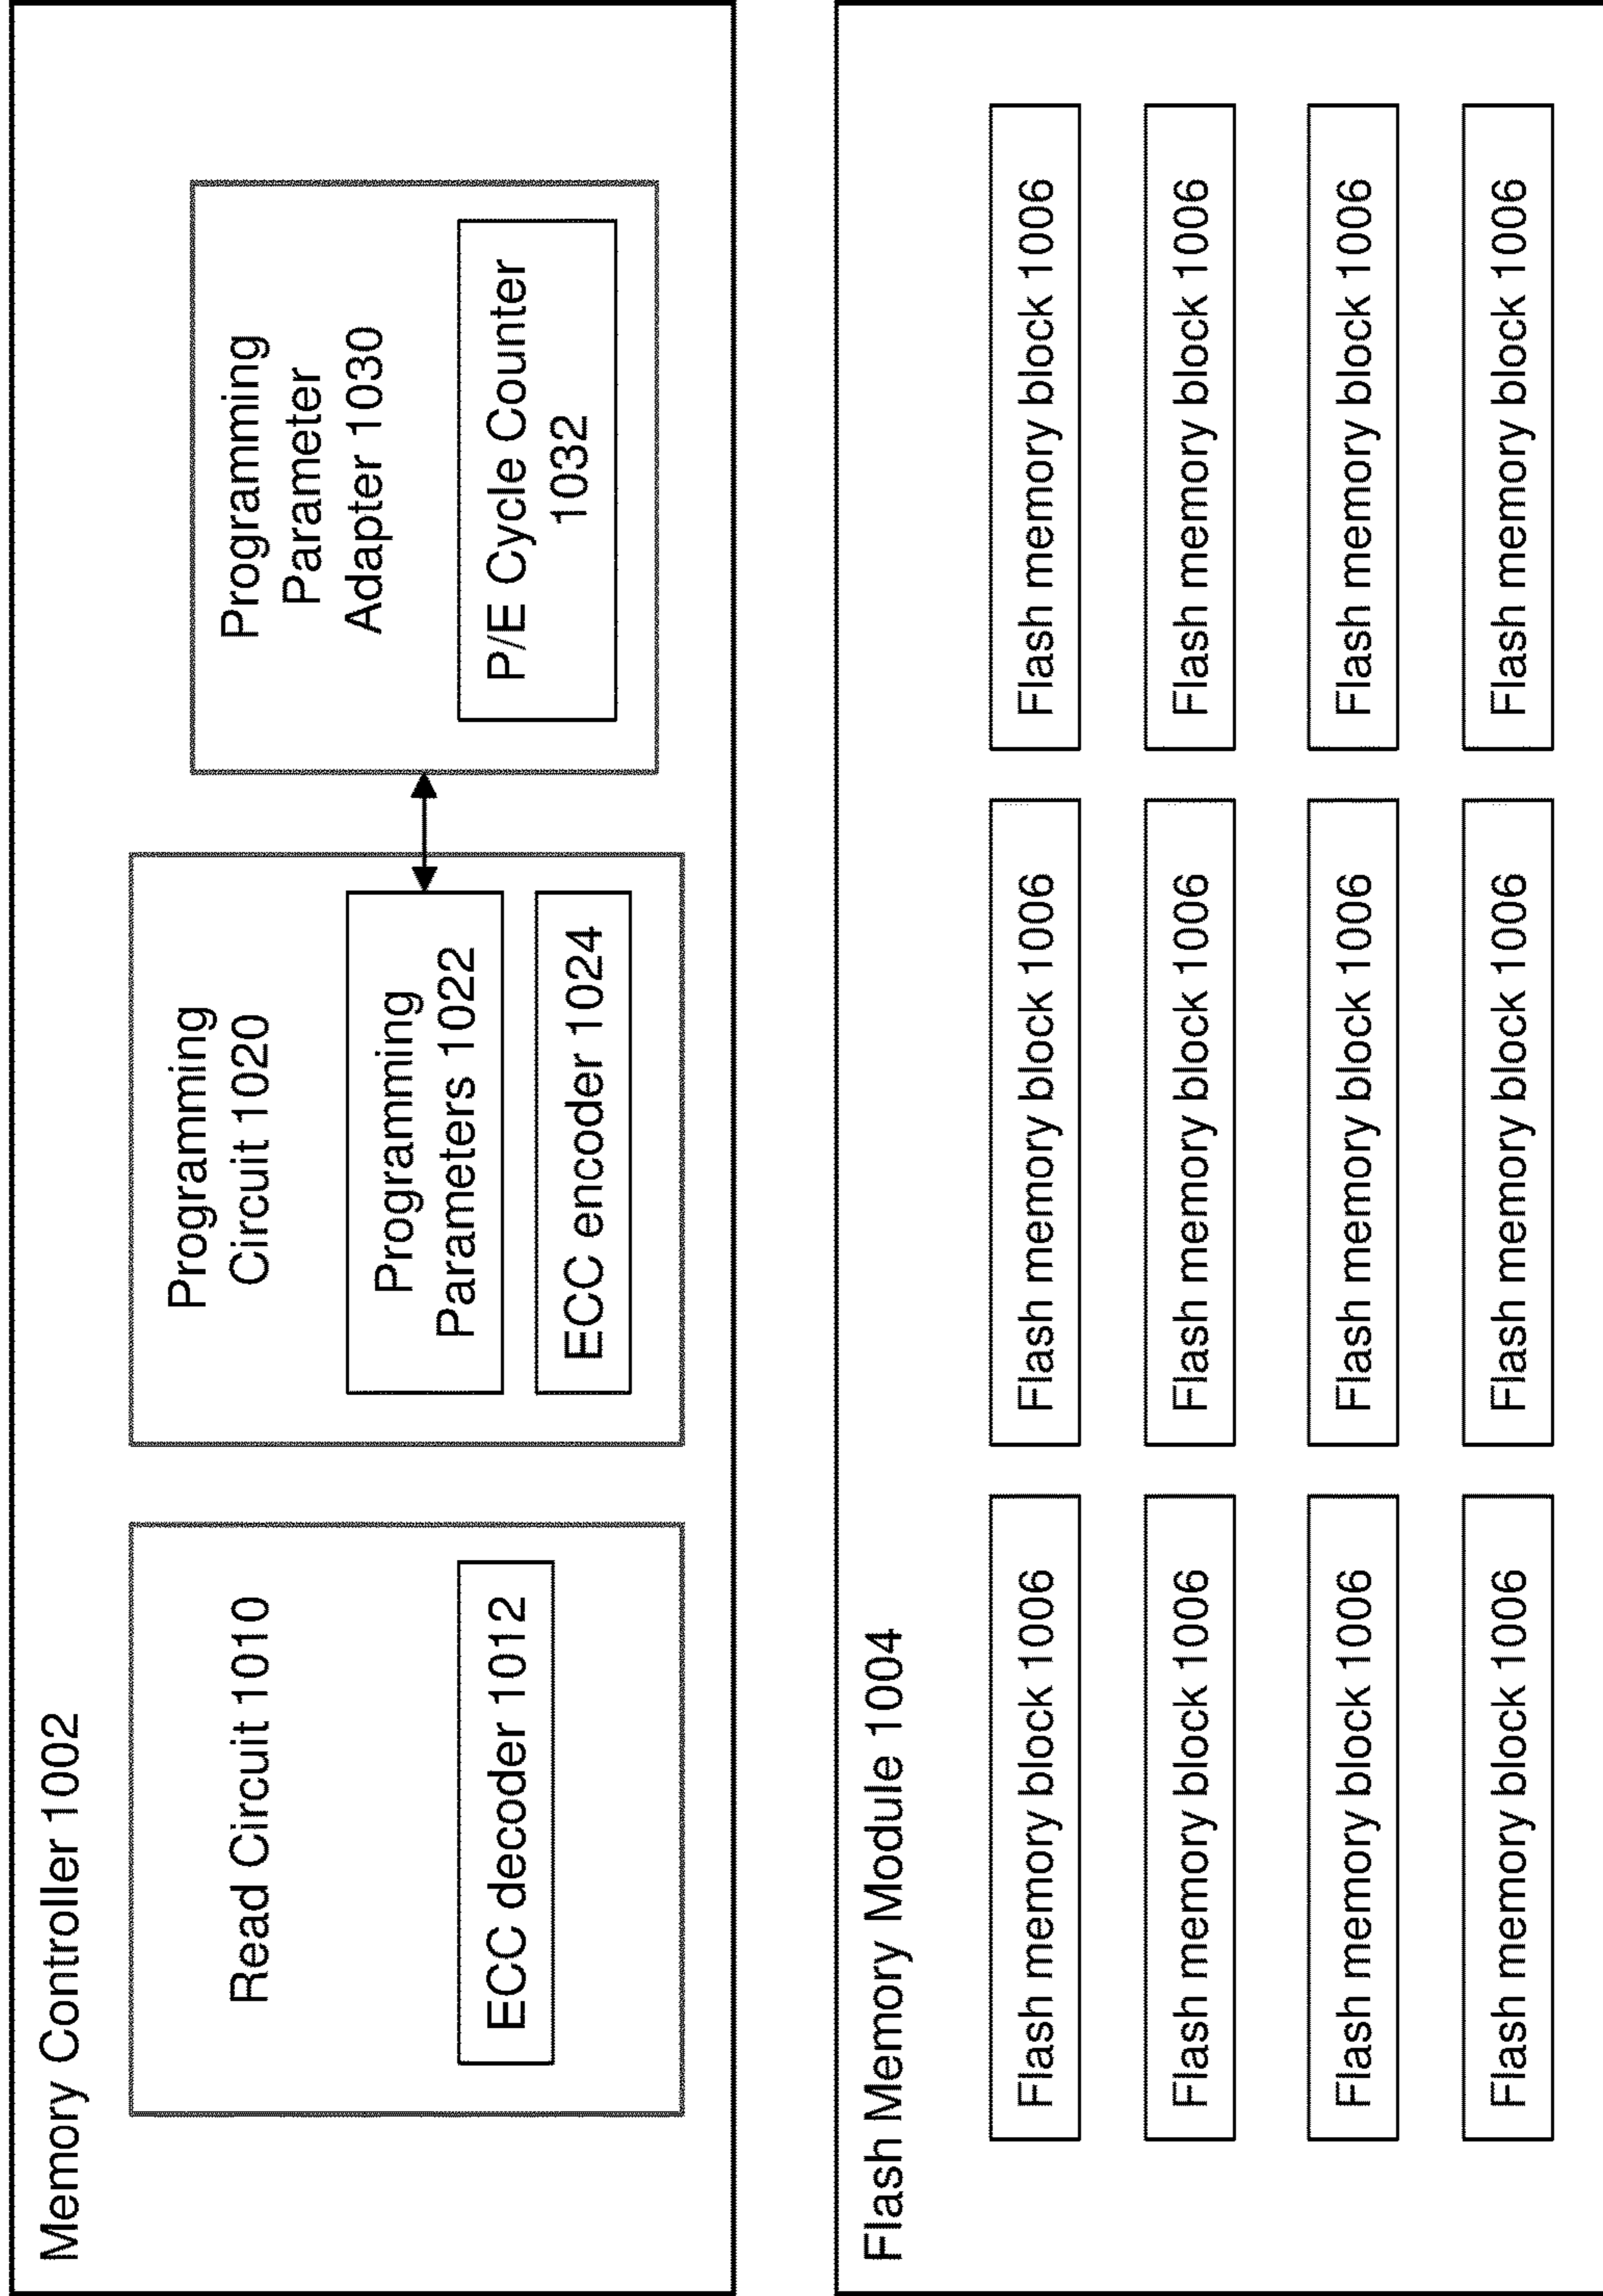 Memory Controller 1002
Read Circuit 1010
ECC decoder 1012
Programming
Circuit 1020
Programming
Parameters 1022
ECC encoder 1024
Programming
Parameter
Adapter 1030
P/E Cycle Counter
1032
Flash Memory Module 1004
Flash memory block 1006
Flash memory block 1006
Flash memory block 1006
Flash memory block 1006
Flash memory block 1006
Flash memory block 1006
Flash memory block 1006
Flash memory block 1006
Flash memory block 1006
Flash memory block 1006
Flash memory block 1006
Flash memory block 1006